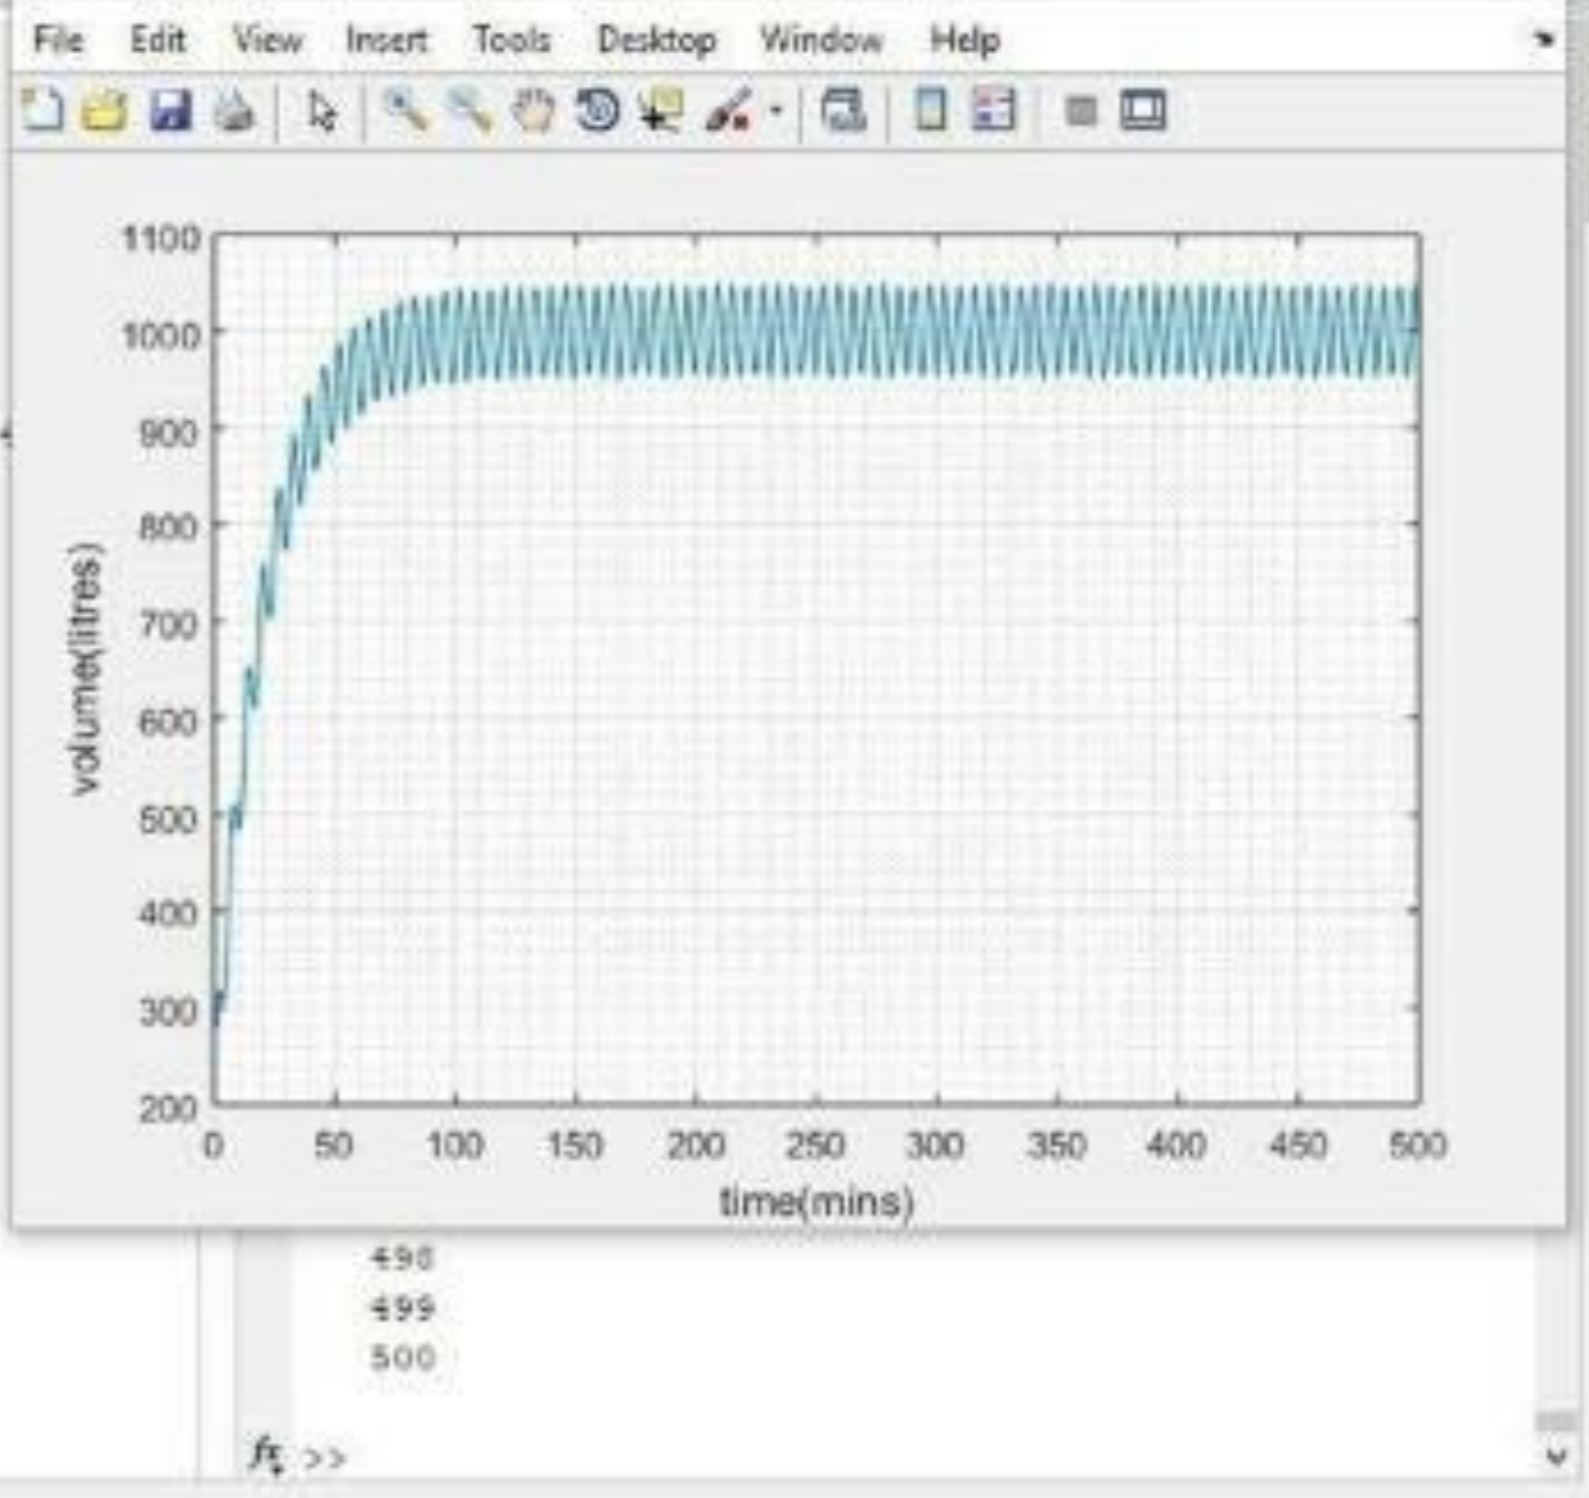 File Edit View Insert Tools Desktop Window Help
1100
1000
900
800
700
600
500
400
300
200
volume(litres)
0 50 100 150 200 250 300 350 400 450 500
time(mins)
498
499
500
fx >>